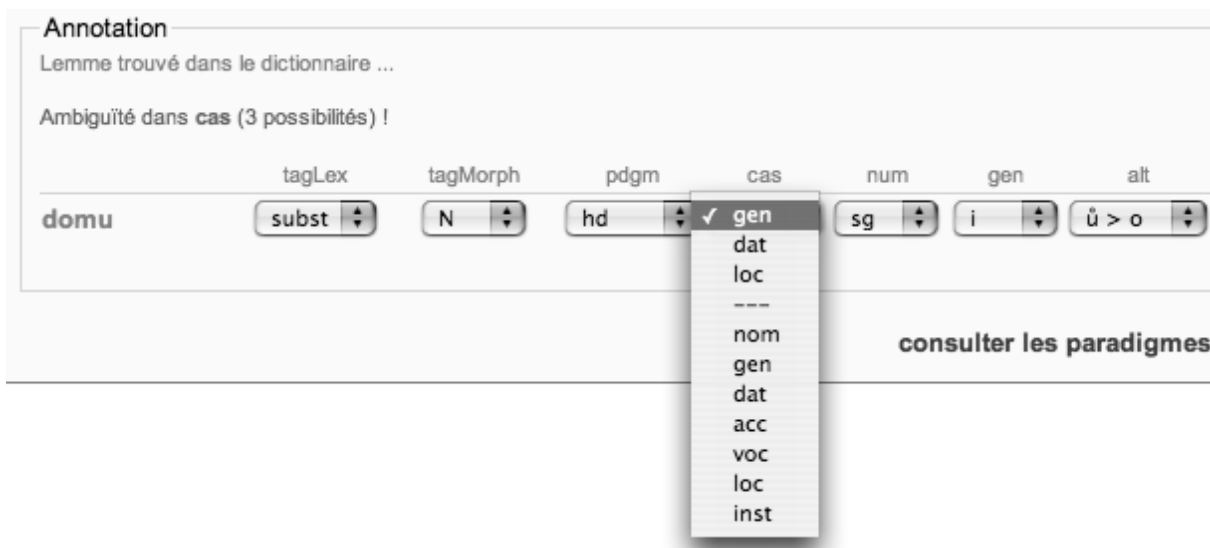 Annotation
Lemme trouvé dans le dictionnaire ...
Ambiguïté dans cas (3 possibilités) !
tagLex tagMorph pdgm cas num gen alt
domu subst N hd ✓ gen sg i ů > o
dat
loc
---
nom
consulter les paradigmes
gen
dat
acc
voc
loc
inst